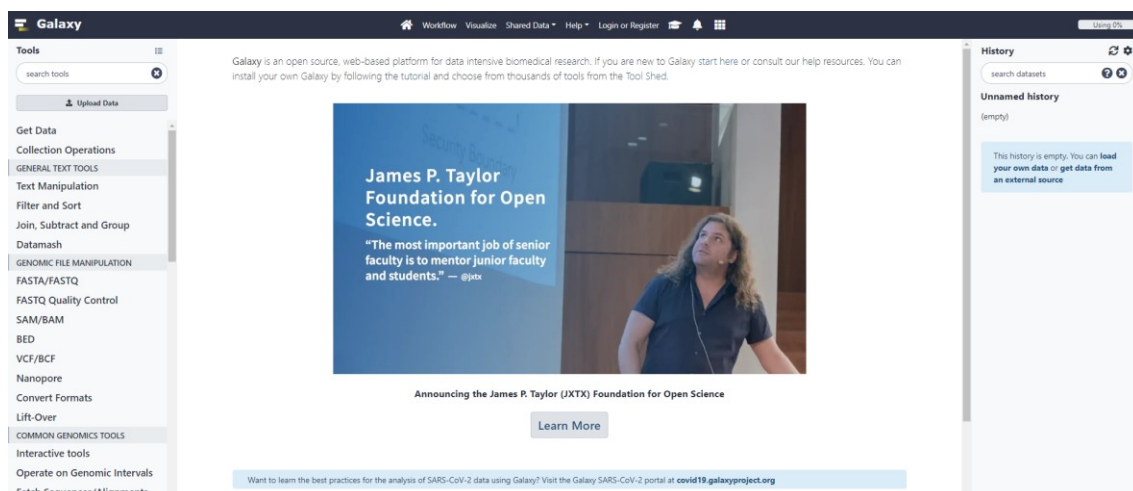 Galaxy
Workflow Visualize Shared Data Help Login or Register
Using 0%
Tools
search tools
Upload Data
Get Data
Collection Operations
GENERAL TEXT TOOLS
Text Manipulation
Filter and Sort
Join, Subtract and Group
Datamash
GENOMIC FILE MANIPULATION
FASTA/FASTQ
FASTQ Quality Control
SAM/BAM
BED
VCF/BCF
Nanopore
Convert Formats
Lift-Over
COMMON GENOMICS TOOLS
Interactive tools
Operate on Genomic Intervals
Fetch Sequences/Alignments
Galaxy is an open source, web-based platform for data intensive biomedical research. If you are new to Galaxy start here or consult our help resources. You can
install your own Galaxy by following the tutorial and choose from thousands of tools from the Tool Shed.
Security Boundary
James P. Taylor
Foundation for Open
Science.
“The most important job of senior
faculty is to mentor junior faculty
and students.” — @jxtx
Announcing the James P. Taylor (JXTX) Foundation for Open Science
Learn More
Want to learn the best practices for the analysis of SARS-CoV-2 data using Galaxy? Visit the Galaxy SARS-CoV-2 portal at covid19.galaxyproject.org
History
search datasets
Unnamed history
(empty)
This history is empty. You can load
your own data or get data from
an external source